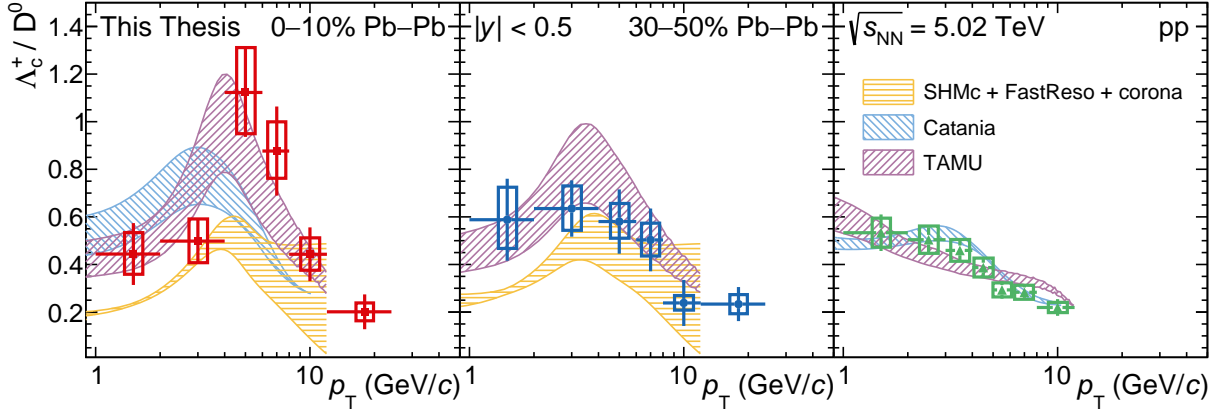 Λc+ / D0
1.4
1.2
1
0.8
0.6
0.4
0.2
This Thesis 0–10% Pb–Pb
|y| < 0.5 30–50% Pb–Pb
√sNN = 5.02 TeV pp
SHMc + FastReso + corona
Catania
TAMU
1 10
pT (GeV/c)
1 10
pT (GeV/c)
1 10
pT (GeV/c)